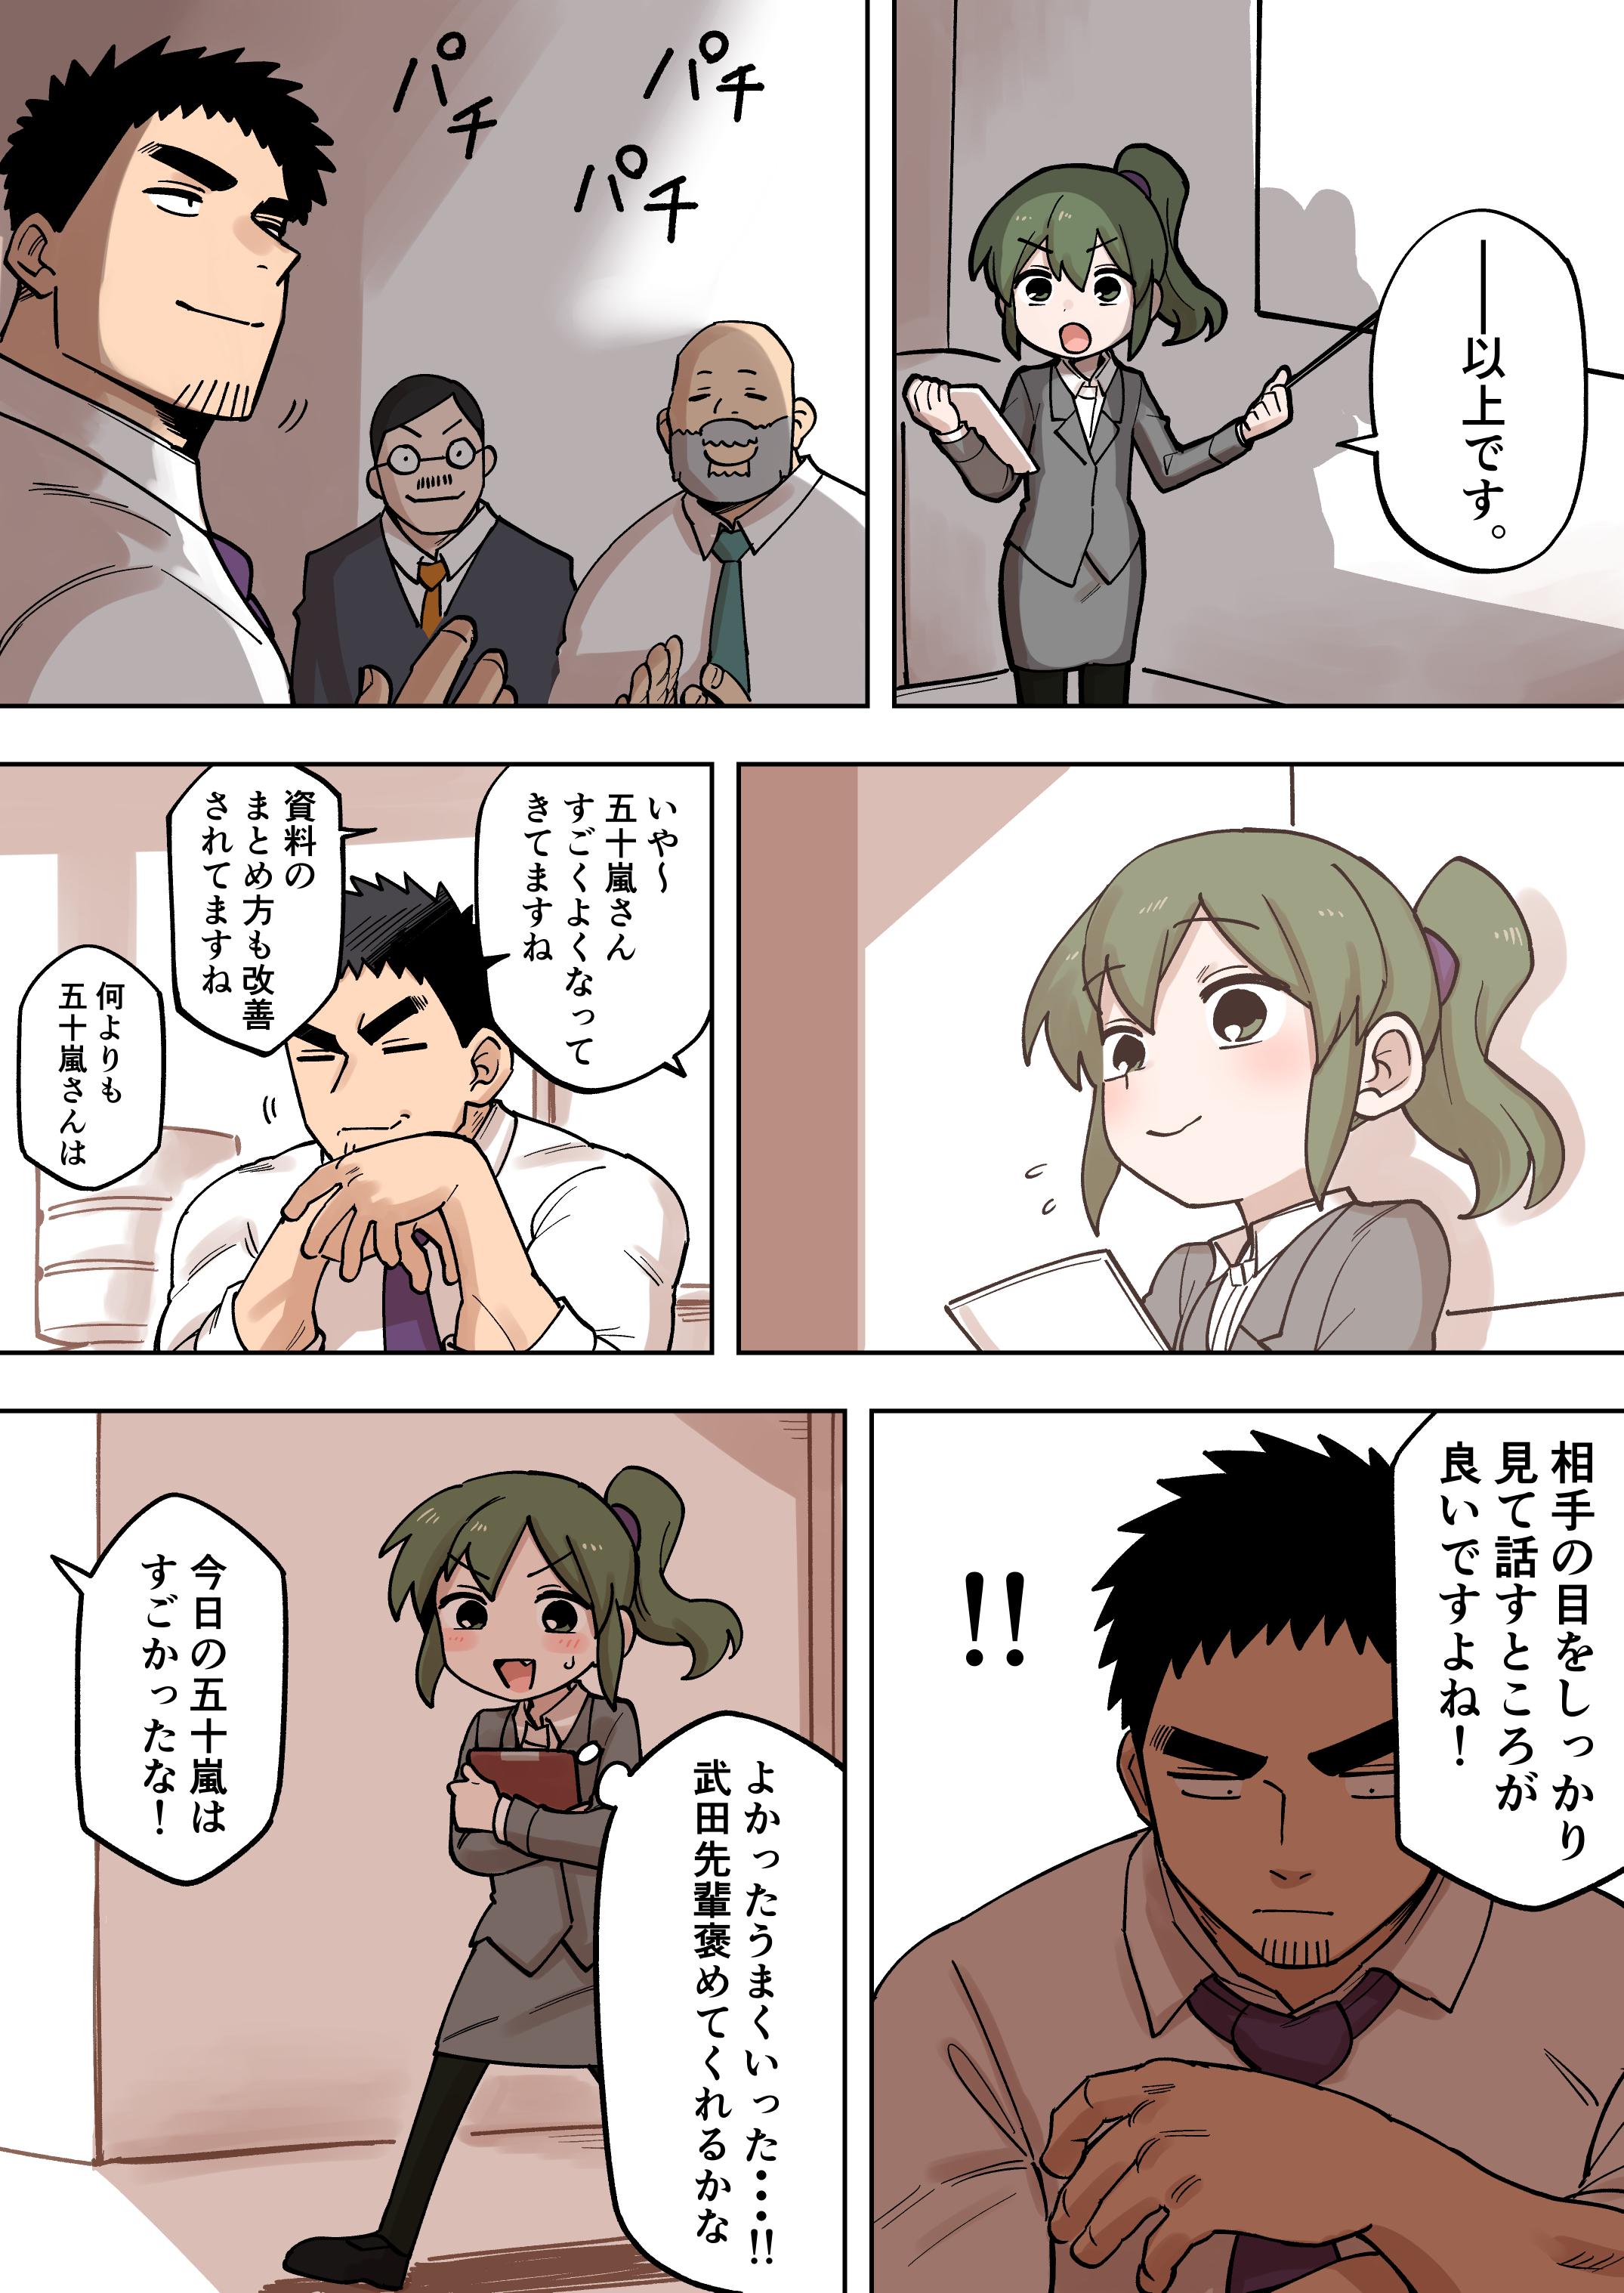 ──以上です。
パチ
パチ
パチ
いや〜
五十嵐さん
すごくよくなって
きてますね
資料の
まとめ方も改善
されてますね
何よりも
五十嵐さんは
相手の目をしっかり
見て話すところが
良いですよね！
!!
よかったうまくいった・・・!!
武田先輩褒めてくれるかな
今日の五十嵐は
すごかったな！